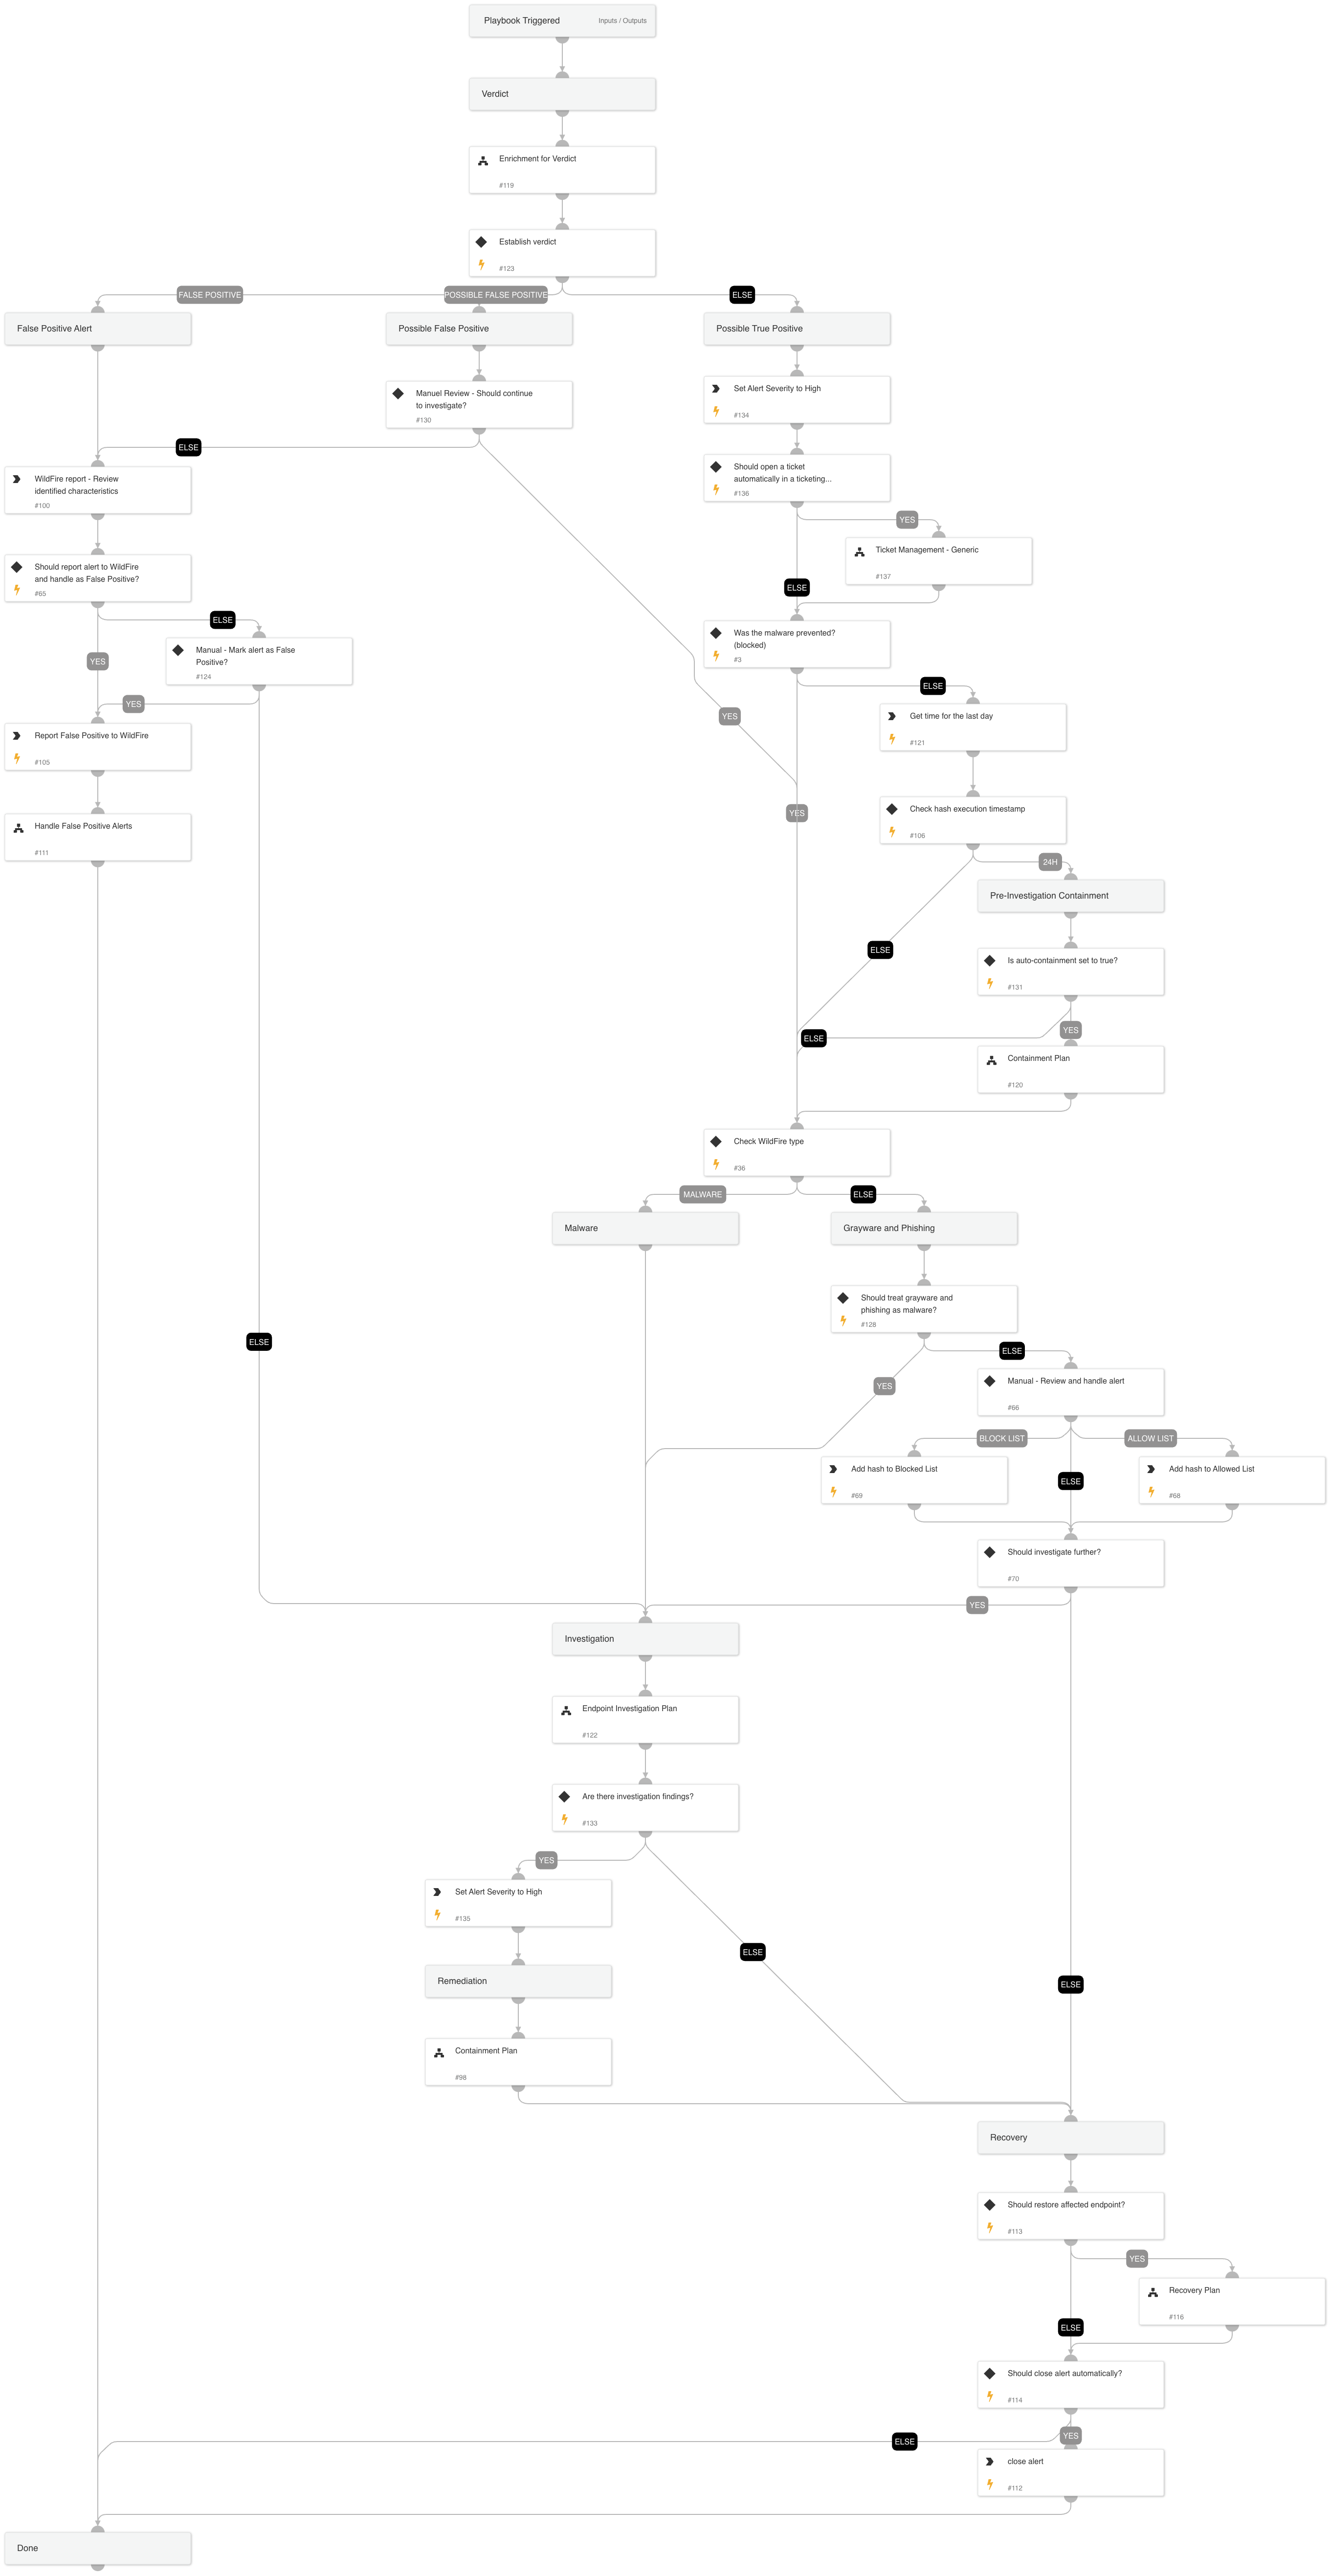 Playbook Triggered
Inputs / Outputs
Verdict
Enrichment for Verdict
#119
Establish verdict
#123
FALSE POSITIVE
POSSIBLE FALSE POSITIVE
ELSE
False Positive Alert
Possible False Positive
Possible True Positive
Manuel Review - Should continue
to investigate?
#130
Set Alert Severity to High
#134
ELSE
WildFire report - Review
identified characteristics
#100
Should open a ticket
automatically in a ticketing...
#136
YES
Ticket Management - Generic
#137
ELSE
Should report alert to WildFire
and handle as False Positive?
#65
ELSE
YES
Manual - Mark alert as False
Positive?
#124
Was the malware prevented?
(blocked)
#3
ELSE
YES
YES
Get time for the last day
#121
Report False Positive to WildFire
#105
YES
Check hash execution timestamp
#106
Handle False Positive Alerts
#111
24H
Pre-Investigation Containment
ELSE
Is auto-containment set to true?
#131
YES
ELSE
Containment Plan
#120
Check WildFire type
#36
MALWARE
ELSE
Malware
Grayware and Phishing
Should treat grayware and
phishing as malware?
#128
ELSE
ELSE
YES
Manual - Review and handle alert
#66
BLOCK LIST
ALLOW LIST
Add hash to Blocked List
#69
ELSE
Add hash to Allowed List
#68
Should investigate further?
#70
YES
Investigation
Endpoint Investigation Plan
#122
Are there investigation findings?
#133
YES
Set Alert Severity to High
#135
ELSE
Remediation
ELSE
Containment Plan
#98
Recovery
Should restore affected endpoint?
#113
YES
Recovery Plan
#116
ELSE
Should close alert automatically?
#114
YES
ELSE
close alert
#112
Done